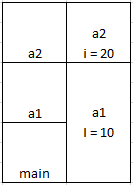 a2
a2
i = 20
a1
a1
I = 10
main